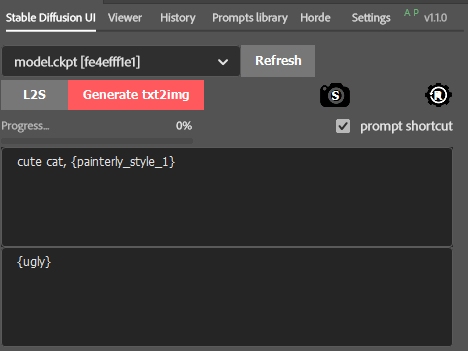 Stable Diffusion UI Viewer History Prompts library Horde Settings A P v1.1.0
model.ckpt [fe4efff1e1] Refresh
L2S Generate txt2img S R
Progress... 0% prompt shortcut
cute cat, {painterly_style_1}
{ugly}